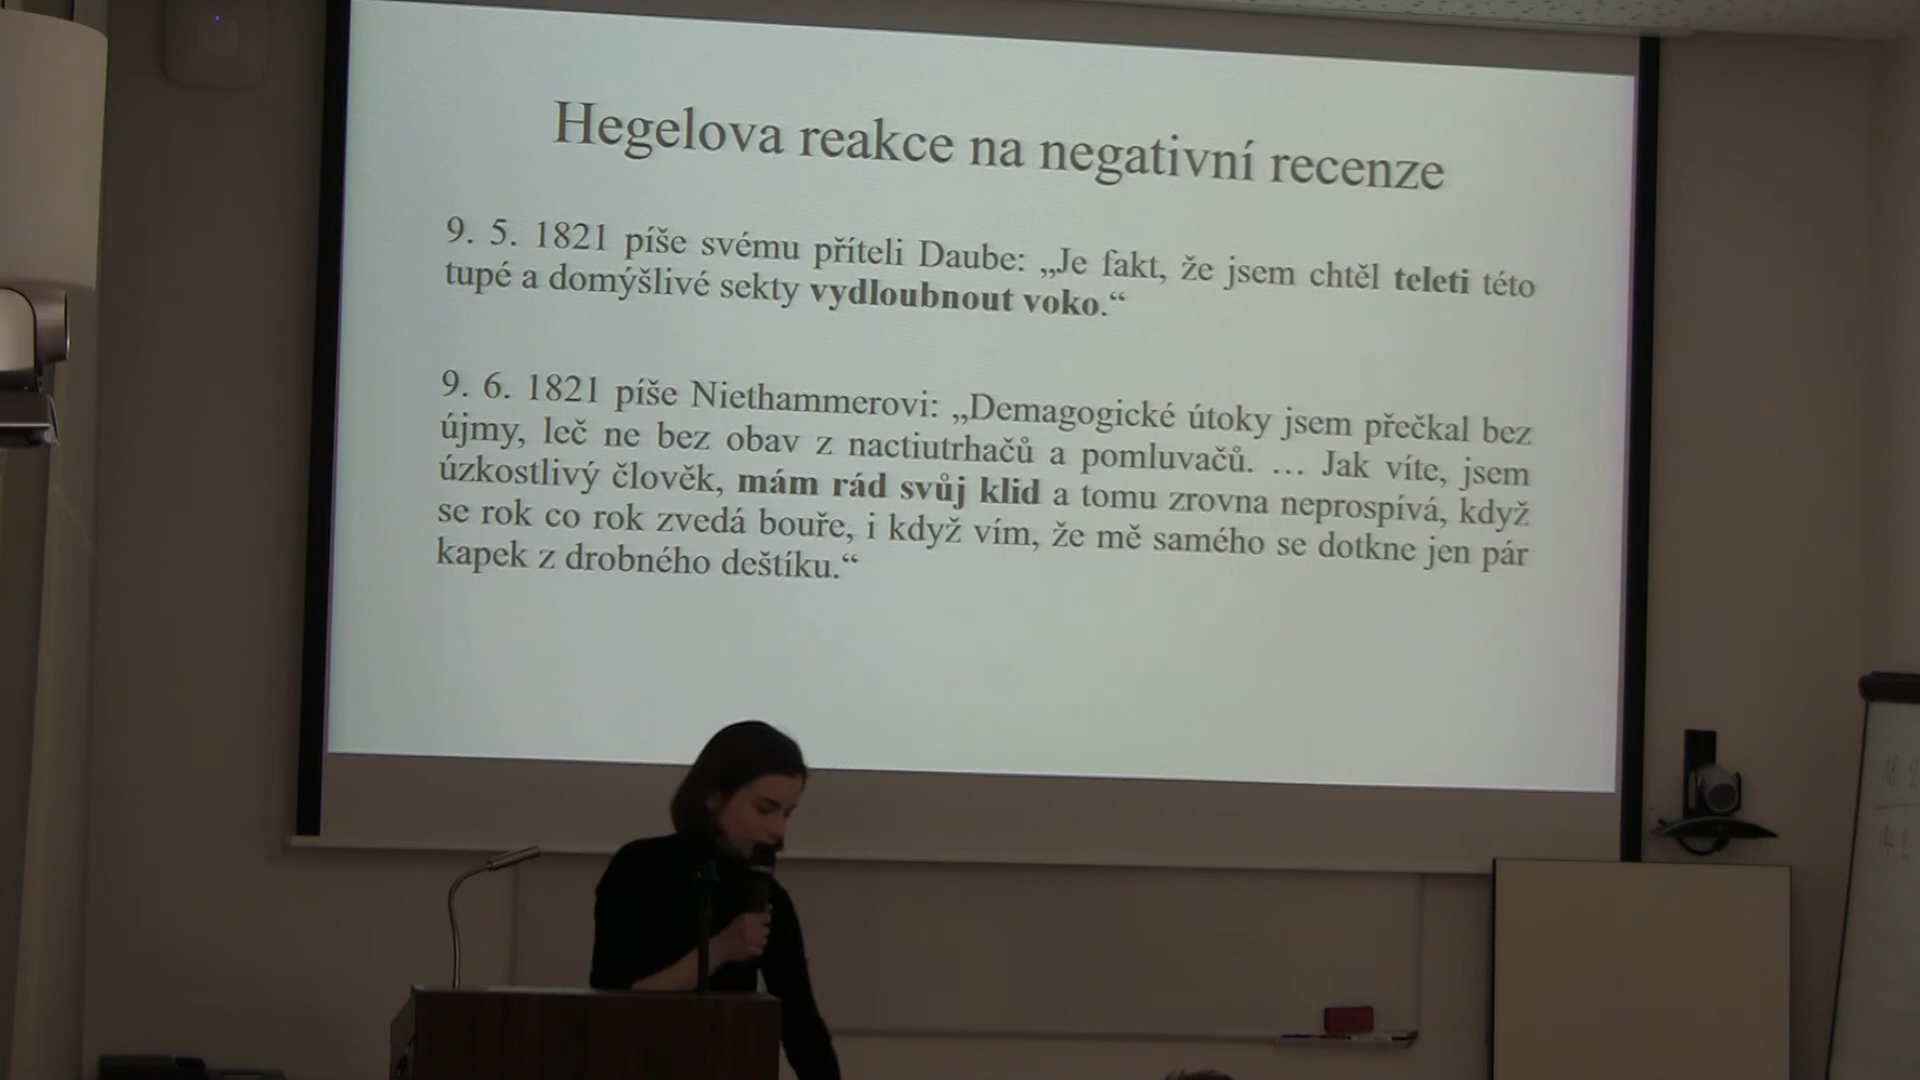 Hegelova reakce na negativní recenze
9. 5. 1821 píše svému příteli Daube: „Je fakt, že jsem chtěl teleti této
tupé a domýšlivé sekty vydloubnout voko.“
9. 6. 1821 píše Niethammerovi: „Demagogické útoky jsem přečkal bez
újmy, leč ne bez obav z nactiutrhačů a pomluvačů. … Jak víte, jsem
úzkostlivý člověk, mám rád svůj klid a tomu zrovna neprospívá, když
se rok co rok zvedá bouře, i když vím, že mě samého se dotkne jen pár
kapek z drobného deštíku.“